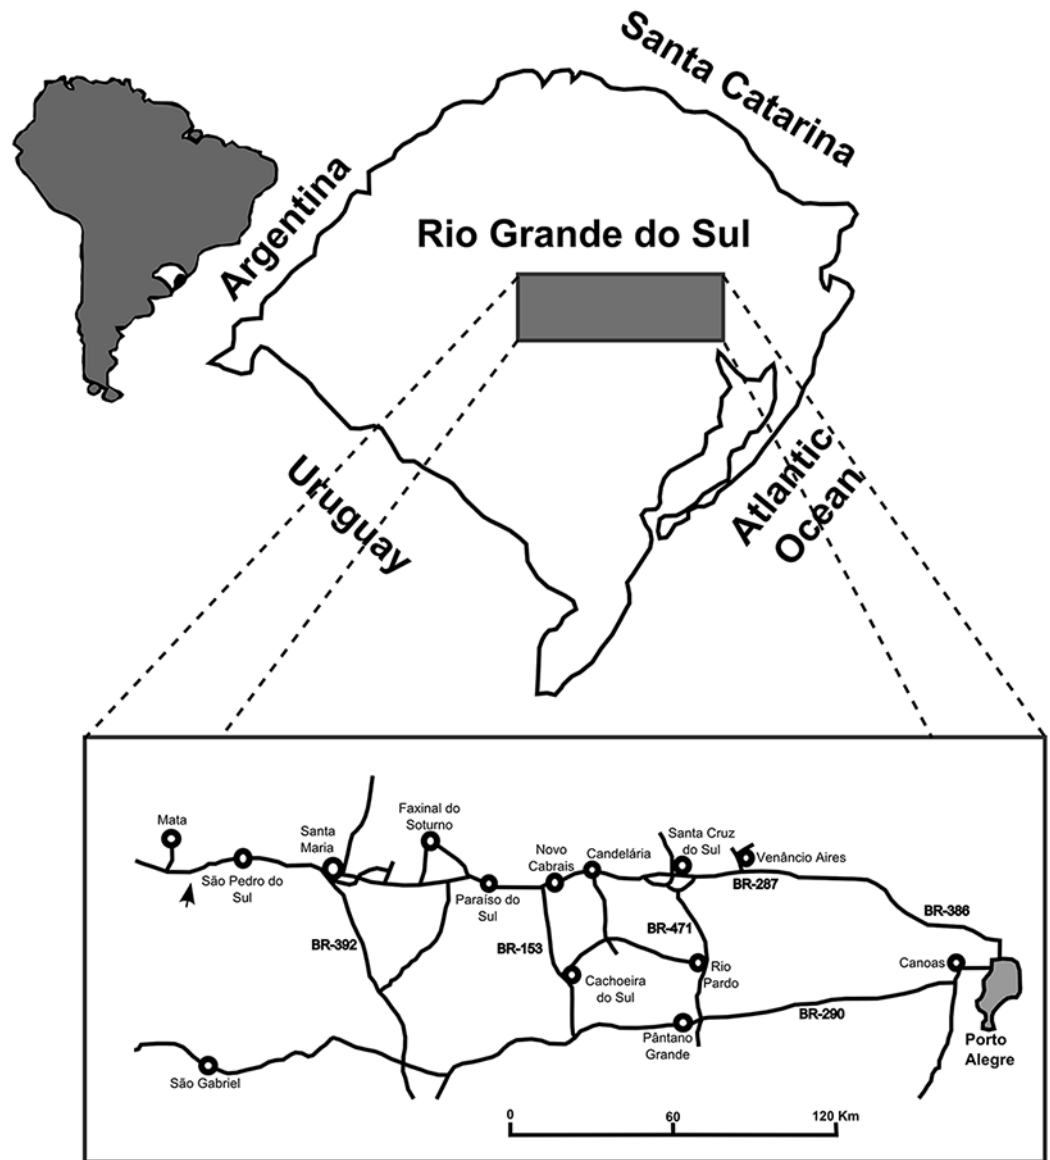 Santa Catarina
Argentina
Rio Grande do Sul
Uruguay
Atlantic
Ocean
Mata
São Pedro do
Sul
Santa
Maria
Faxinal do
Soturno
Paraíso do
Sul
Novo
Cabrais
Candelária
Santa Cruz
do Sul
Venâncio Aires
BR-287
BR-386
BR-392
BR-153
BR-471
Cachoeira
do Sul
Rio
Pardo
Canoas
BR-290
Pântano
Grande
Porto
Alegre
São Gabriel
0
60
120 Km